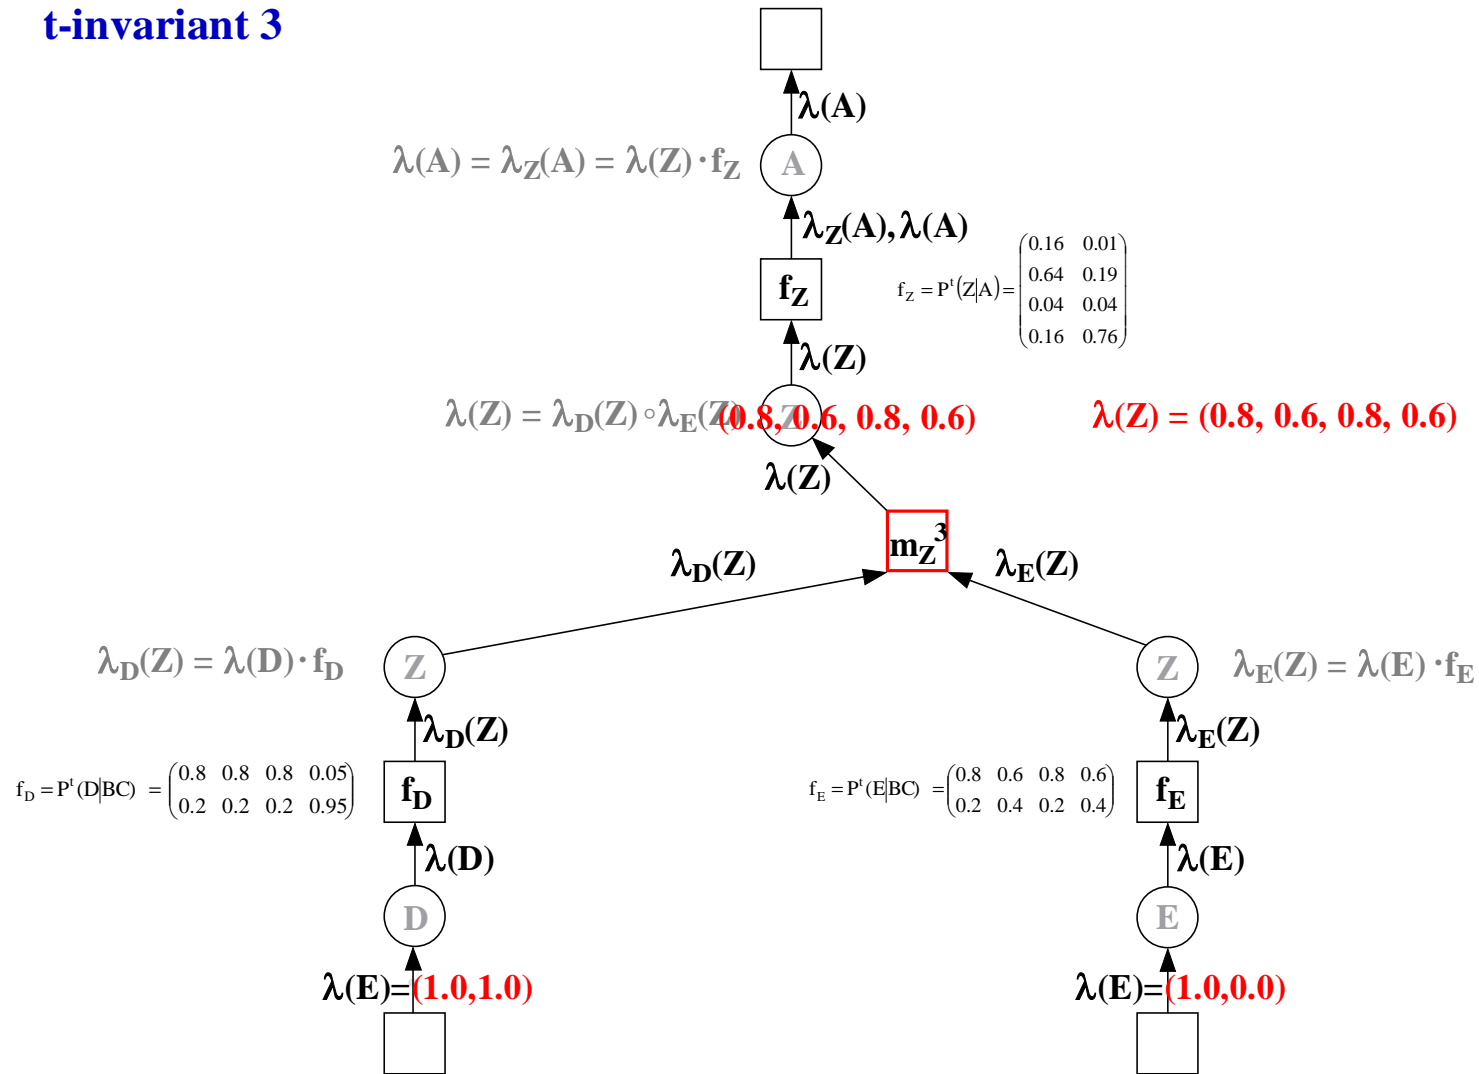 t-invariant 3
λ(A)
λ(A) = λZ(A) = λ(Z)·fZ
A
λZ(A),λ(A)
fZ
fZ = Pt(Z|A) = (0.16 0.01
0.64 0.19
0.04 0.04
0.16 0.76)
λ(Z)
λ(Z) = λD(Z)∘λE(Z)
Z
(0.8, 0.6, 0.8, 0.6)
λ(Z) = (0.8, 0.6, 0.8, 0.6)
λ(Z)
mZ3
λD(Z)
λE(Z)
λD(Z) = λ(D)·fD
Z
Z
λE(Z) = λ(E)·fE
λD(Z)
λE(Z)
fD = Pt(D|BC) = (0.8 0.8 0.8 0.05
0.2 0.2 0.2 0.95)
fD
fE = Pt(E|BC) = (0.8 0.6 0.8 0.6
0.2 0.4 0.2 0.4)
fE
λ(D)
λ(E)
D
E
λ(E)=(1.0,1.0)
λ(E)=(1.0,0.0)